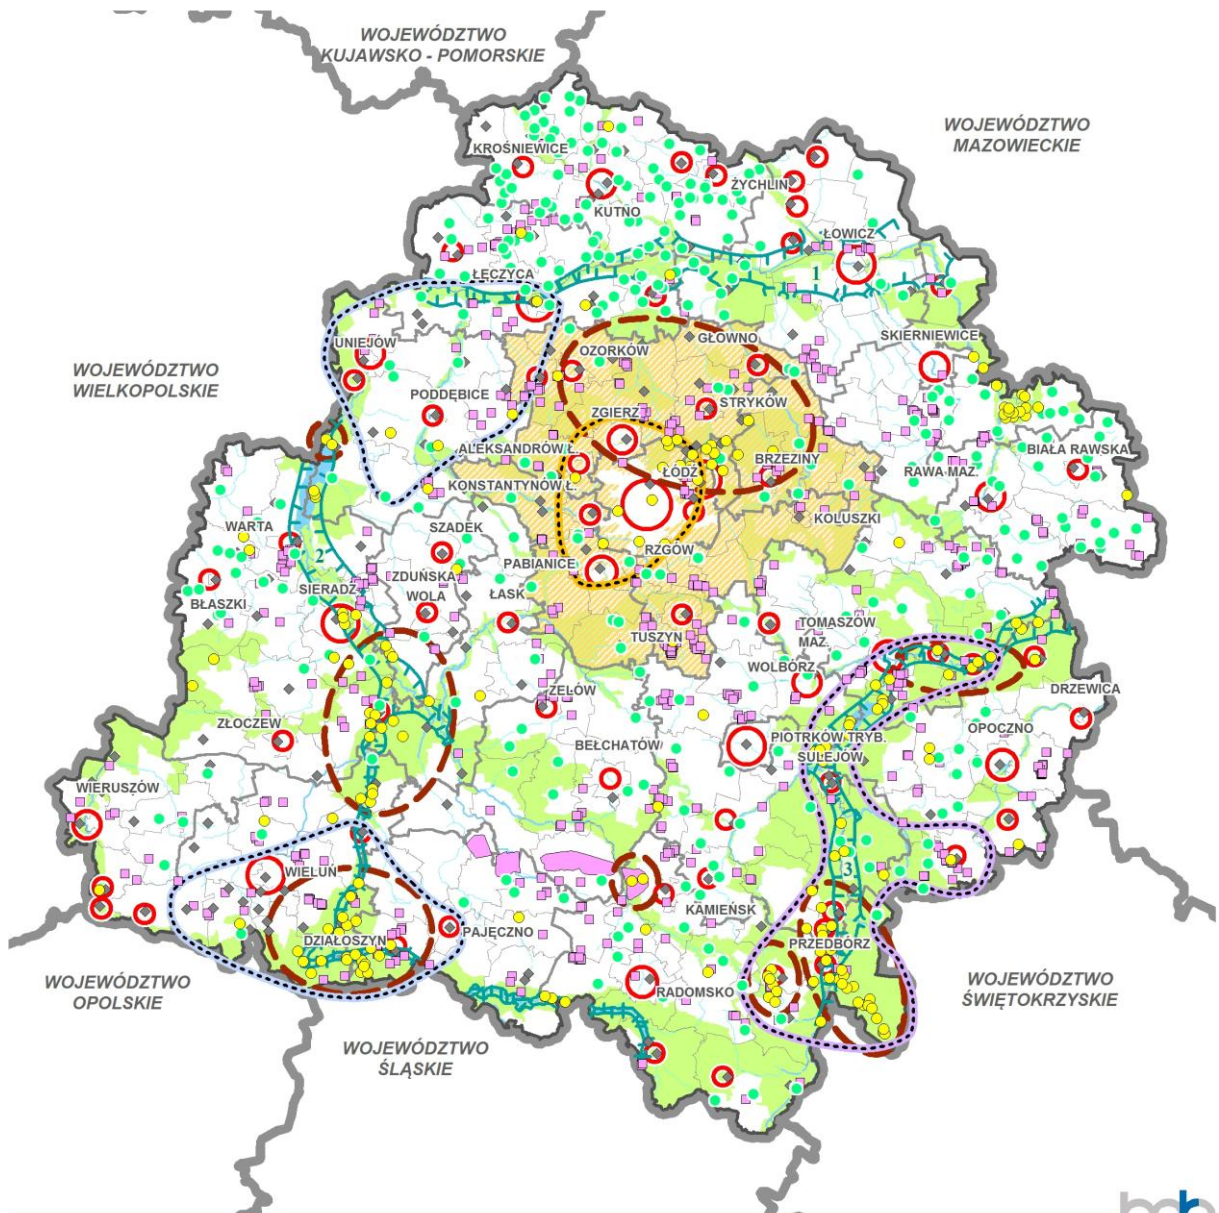 WOJEWÓDZTWO
KUJAWSKO - POMORSKIE
WOJEWÓDZTWO
MAZOWIECKIE
KROŚNIEWICE
ŻYCHLIN
KUTNO
ŁOWICZ
1
ŁĘCZYCA
SKIERNIEWICE
GŁOWNO
UNIEJÓW
OZORKÓW
WOJEWÓDZTWO
WIELKOPOLSKIE
PODDĘBICE
STRYKÓW
ZGIERZ
ALEKSANDRÓW Ł.
BIAŁA RAWSKA
BRZEZINY
ŁÓDŹ
RAWA MAZ.
KONSTANTYNÓW Ł.
KOLUSZKI
WARTA
SZADEK
2
RZGÓW
PABIANICE
ZDUŃSKA
WOLA
SIERADZ
ŁASK
BŁASZKI
TOMASZÓW
MAZ.
TUSZYN
WOLBÓRZ
DRZEWICA
ZELÓW
ZŁOCZEW
OPOCZNO
PIOTRKÓW TRYB.
BEŁCHATÓW
SULEJÓW
WIERUSZÓW
WIELUŃ
3
KAMIEŃSK
PAJĘCZNO
DZIAŁOSZYN
PRZEDBÓRZ
WOJEWÓDZTWO
OPOLSKIE
RADOMSKO
WOJEWÓDZTWO
ŚWIĘTOKRZYSKIE
WOJEWÓDZTWO
ŚLĄSKIE